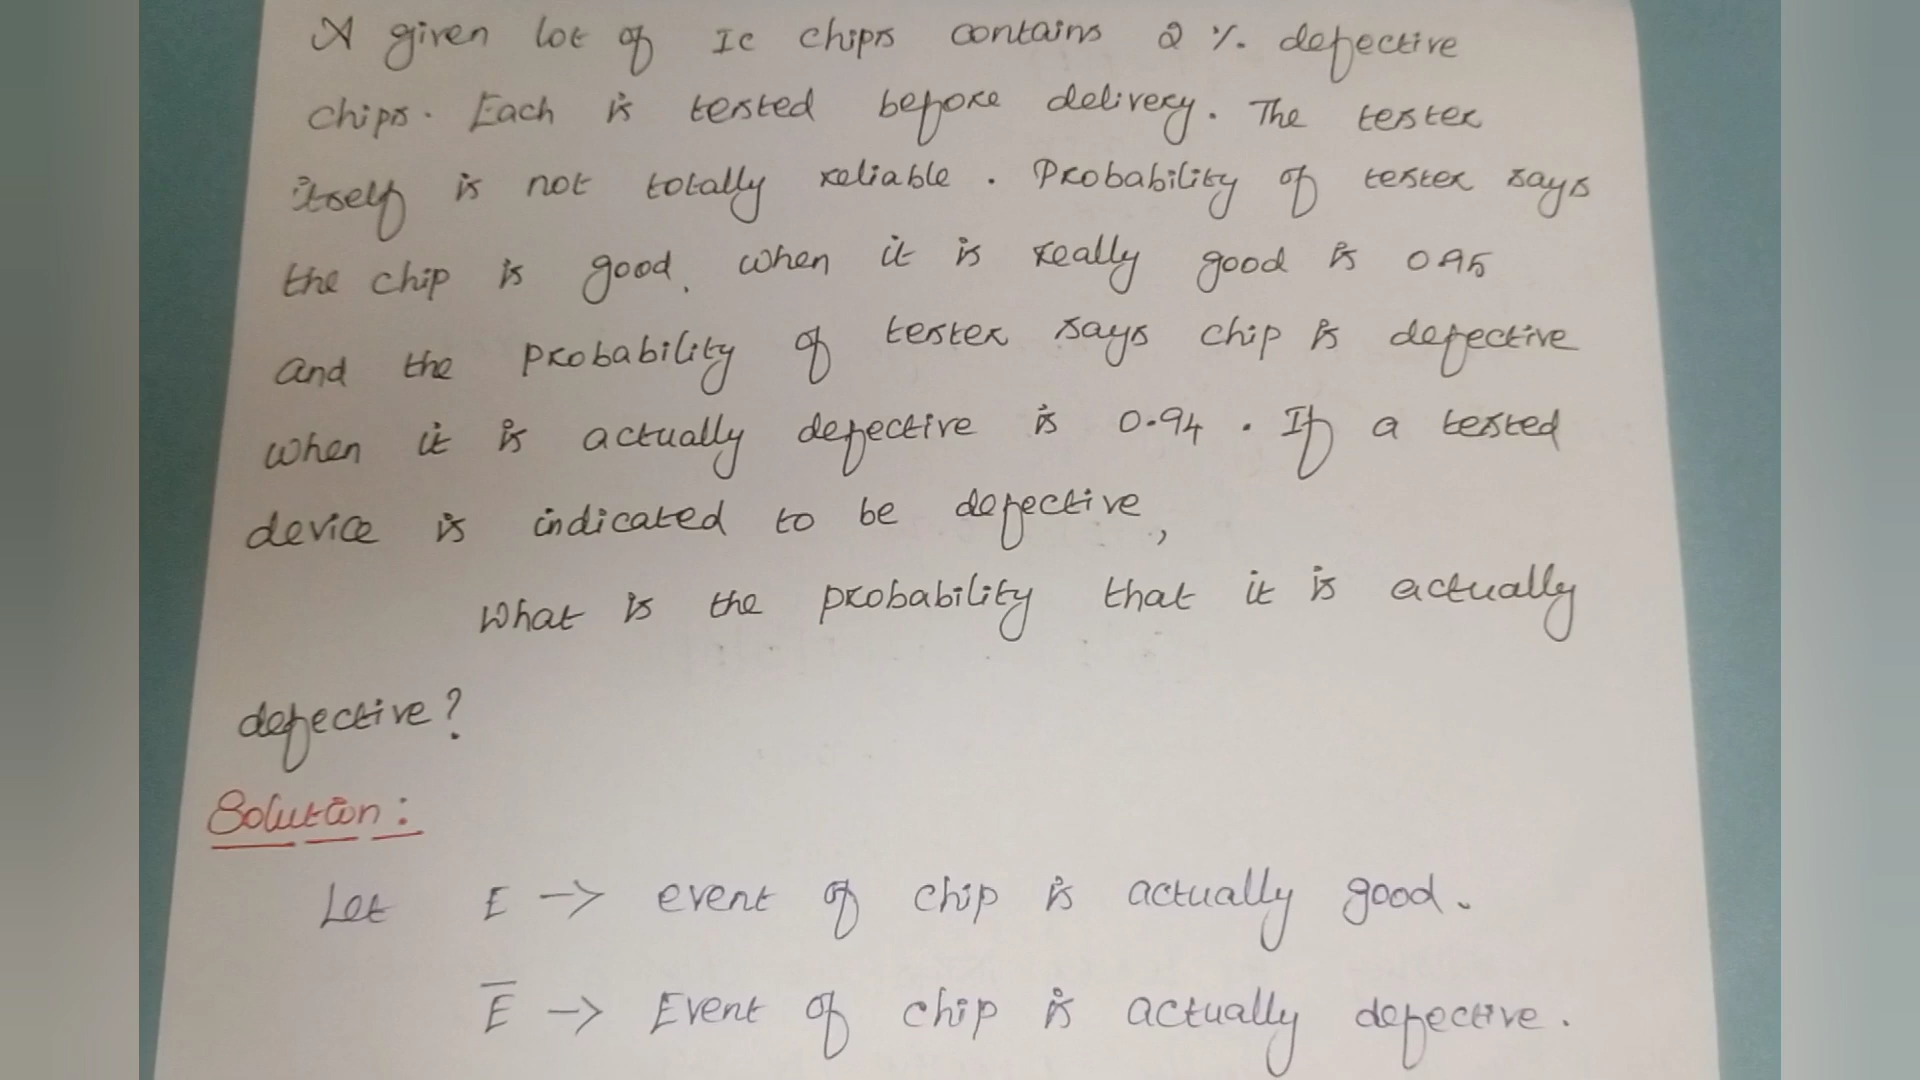 A given lot of Ic chips contains 2 %. defective
chips. Each is tested before delivery. The tester
itself is not totally reliable. Probability of tester says
the chip is good, when it is really good is 0.95
and the probability of tester says chip is defective
when it is actually defective is 0.94. If a tested
device is indicated to be defective,
What is the probability that it is actually
defective?
Solution:
Let E -> event of chip is actually good.
E̅ -> Event of chip is actually defective.